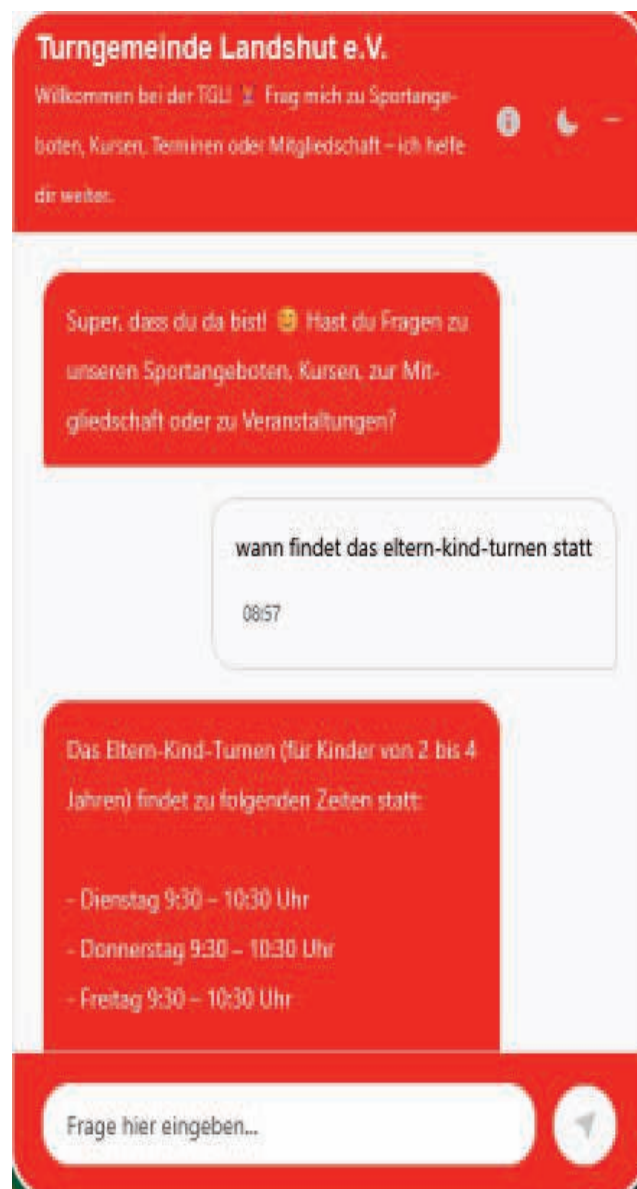 Turngemeinde Landshut e.V.
Willkommen bei der TGL! Frag mich zu Sportange-
boten, Kursen, Terminen oder Mitgliedschaft – ich helfe
dir weiter.
Super, dass du da bist! 😊 Hast du Fragen zu
unseren Sportangeboten, Kursen, zur Mit-
gliedschaft oder zu Veranstaltungen?
wann findet das eltern-kind-turnen statt
08:57
Das Eltern-Kind-Turnen (für Kinder von 2 bis 4
Jahren) findet zu folgenden Zeiten statt:
- Dienstag 9:30 – 10:30 Uhr
- Donnerstag 9:30 – 10:30 Uhr
- Freitag 9:30 – 10:30 Uhr
Frage hier eingeben...